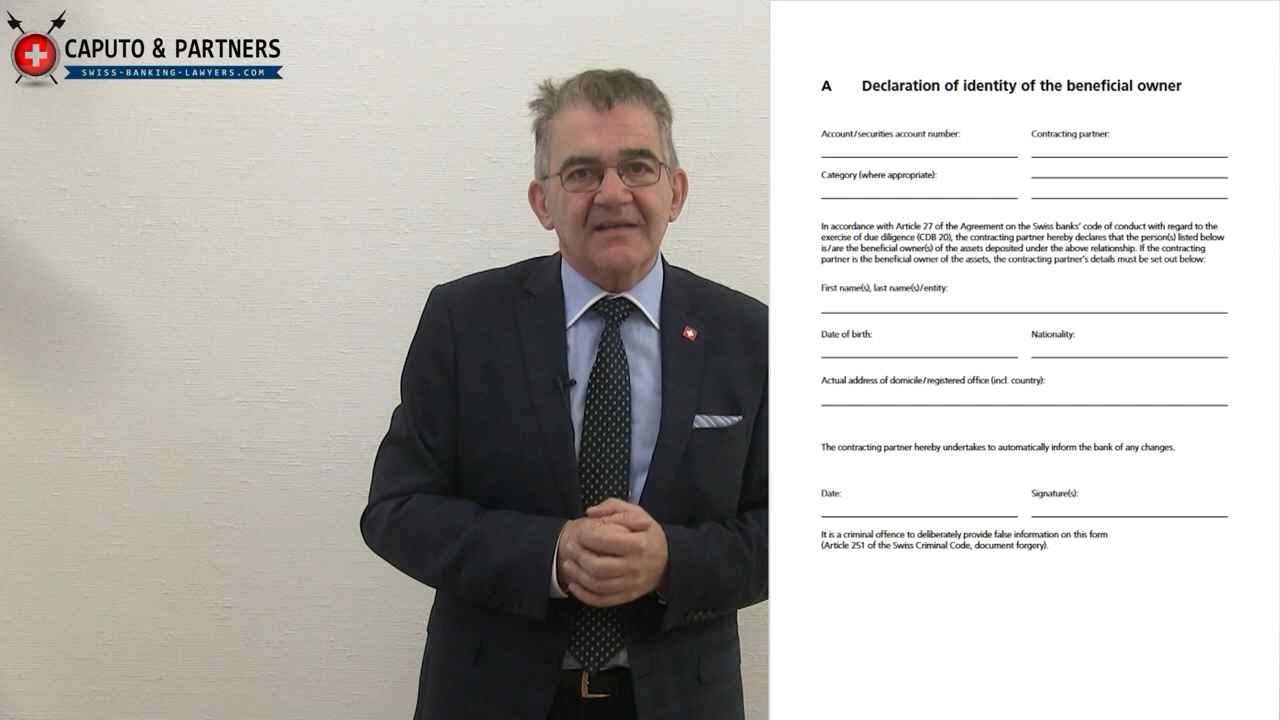 CAPUTO & PARTNERS
SWISS-BANKING-LAWYERS.COM
A Declaration of identity of the beneficial owner
Account/securities account number: Contracting partner:
Category (where appropriate):
In accordance with Article 27 of the Agreement on the Swiss banks' code of conduct with regard to the
exercise of due diligence (CDB 20), the contracting partner hereby declares that the person(s) listed below
is/are the beneficial owner(s) of the assets deposited under the above relationship. If the contracting
partner is the beneficial owner of the assets, the contracting partner's details must be set out below:
First name(s), last name(s)/entity:
Date of birth: Nationality:
Actual address of domicile/registered office (incl. country):
The contracting partner hereby undertakes to automatically inform the bank of any changes.
Date: Signature(s):
It is a criminal offence to deliberately provide false information on this form
(Article 251 of the Swiss Criminal Code, document forgery).